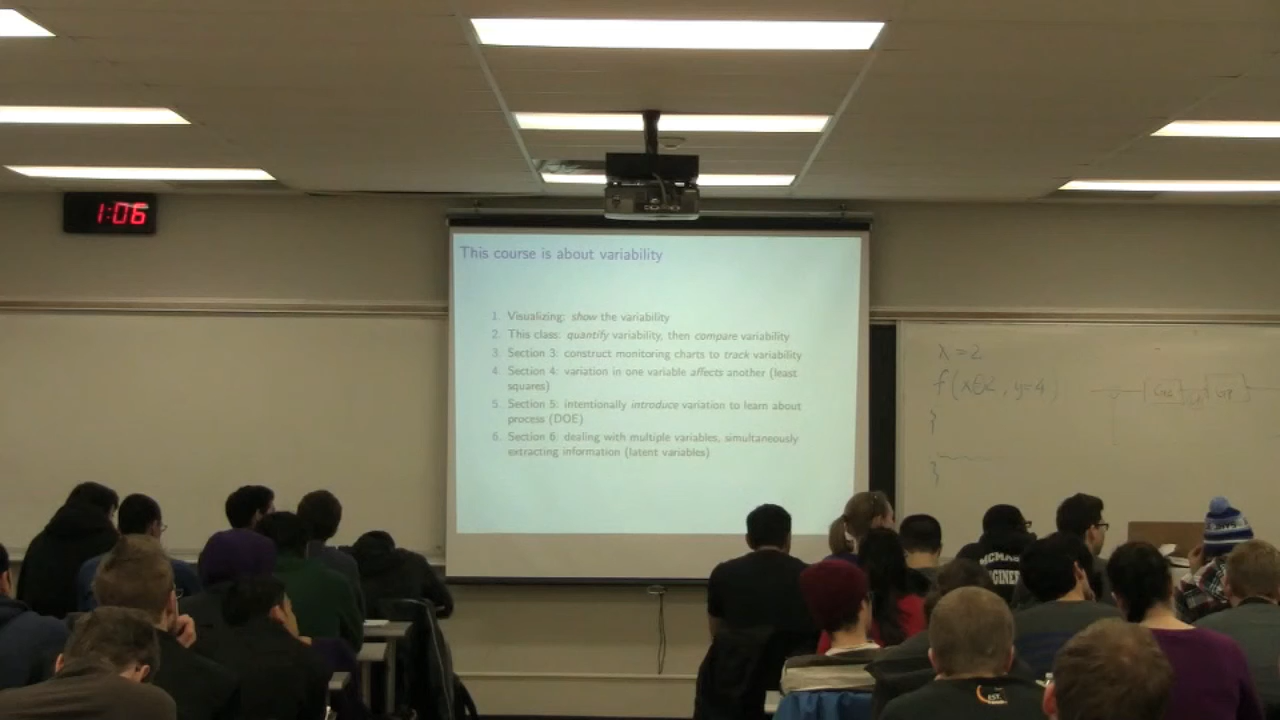 1:06
This course is about variability
1. Visualizing: show the variability
2. This class: quantify variability, then compare variability
3. Section 3: construct monitoring charts to track variability
4. Section 4: variation in one variable affects another (least
squares)
5. Section 5: intentionally introduce variation to learn about
process (DOE)
6. Section 6: dealing with multiple variables, simultaneously
extracting information (latent variables)
x=2
, y=4 )
}
}
EST.